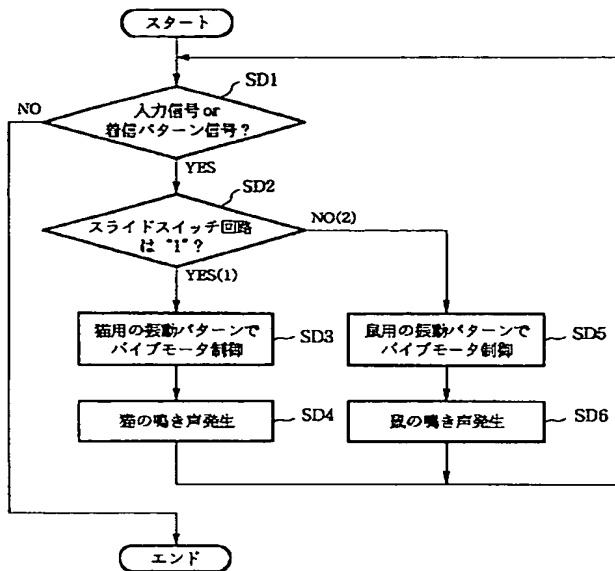 スタート
SD1
NO
入力信号 or
着信パターン信号?
YES
SD2
スライドスイッチ回路
は "1"?
NO(2)
YES(1)
猫用の振動パターンで
バイブモータ制御
SD3
鼠用の振動パターンで
バイブモータ制御
SD5
猫の鳴き声発生
SD4
鼠の鳴き声発生
SD6
エンド